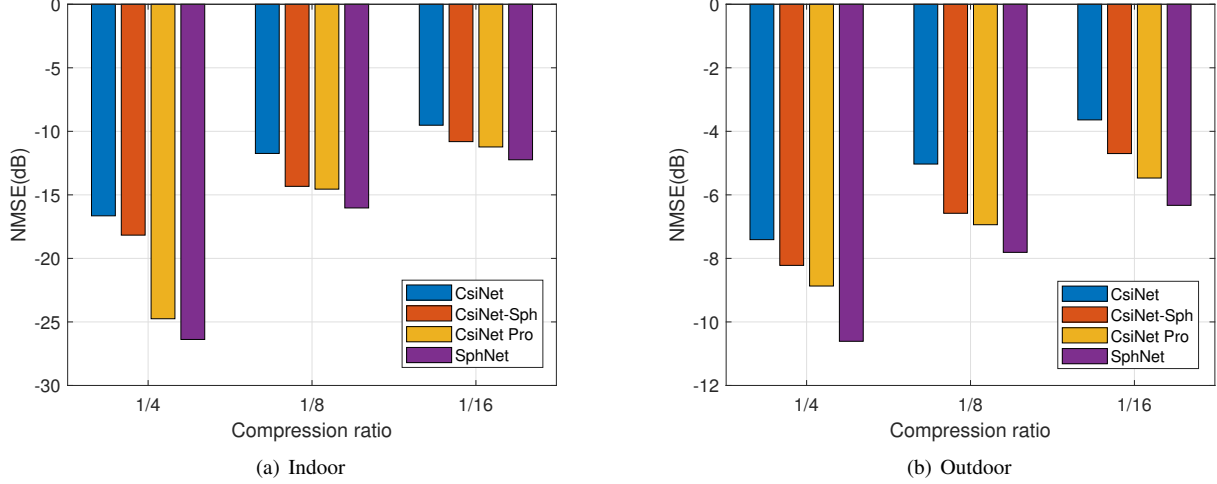 0
-5
-10
-15
-20
-25
-30
NMSE(dB)
CsiNet
CsiNet-Sph
CsiNet Pro
SphNet
1/4 1/8 1/16
Compression ratio
(a) Indoor
0
-2
-4
-6
-8
-10
-12
NMSE(dB)
CsiNet
CsiNet-Sph
CsiNet Pro
SphNet
1/4 1/8 1/16
Compression ratio
(b) Outdoor